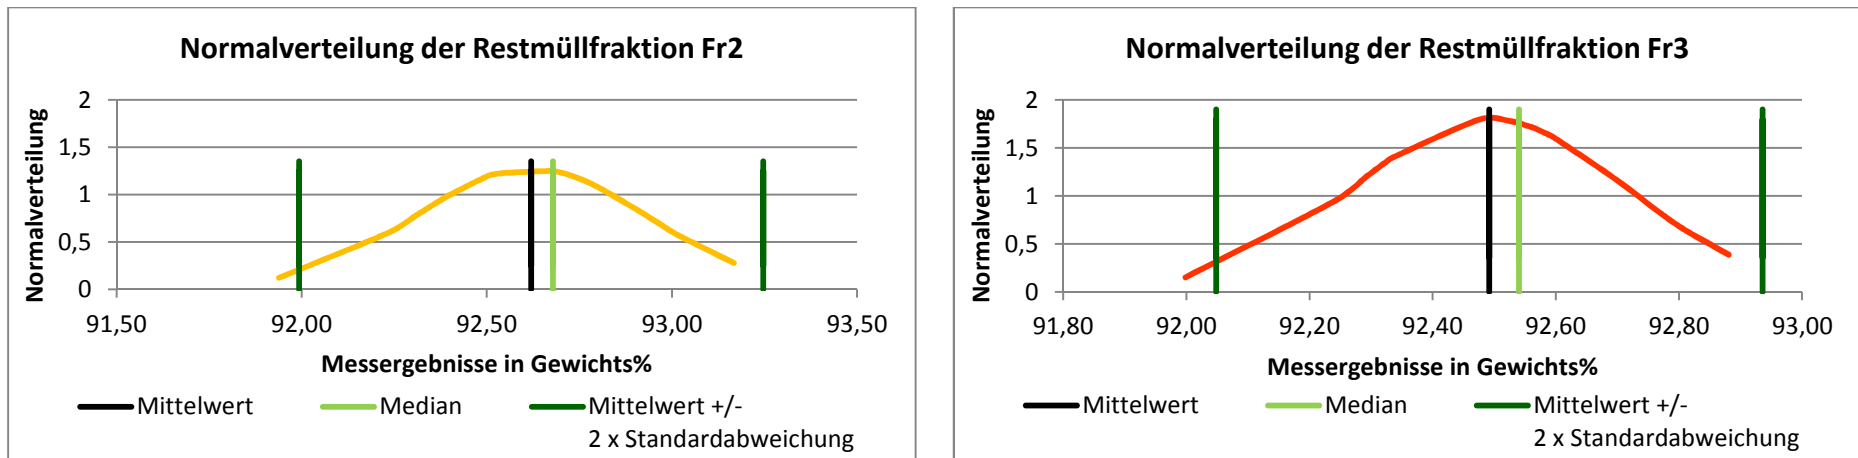 Normalverteilung der Restmüllfraktion Fr2
Normalverteilung
2
1,5
1
0,5
0
91,50 92,00 92,50 93,00 93,50
Messergebnisse in Gewichts%
Mittelwert Median Mittelwert +/-
2 x Standardabweichung
Normalverteilung der Restmüllfraktion Fr3
Normalverteilung
2
1,5
1
0,5
0
91,80 92,00 92,20 92,40 92,60 92,80 93,00
Messergebnisse in Gewichts%
Mittelwert Median Mittelwert +/-
2 x Standardabweichung